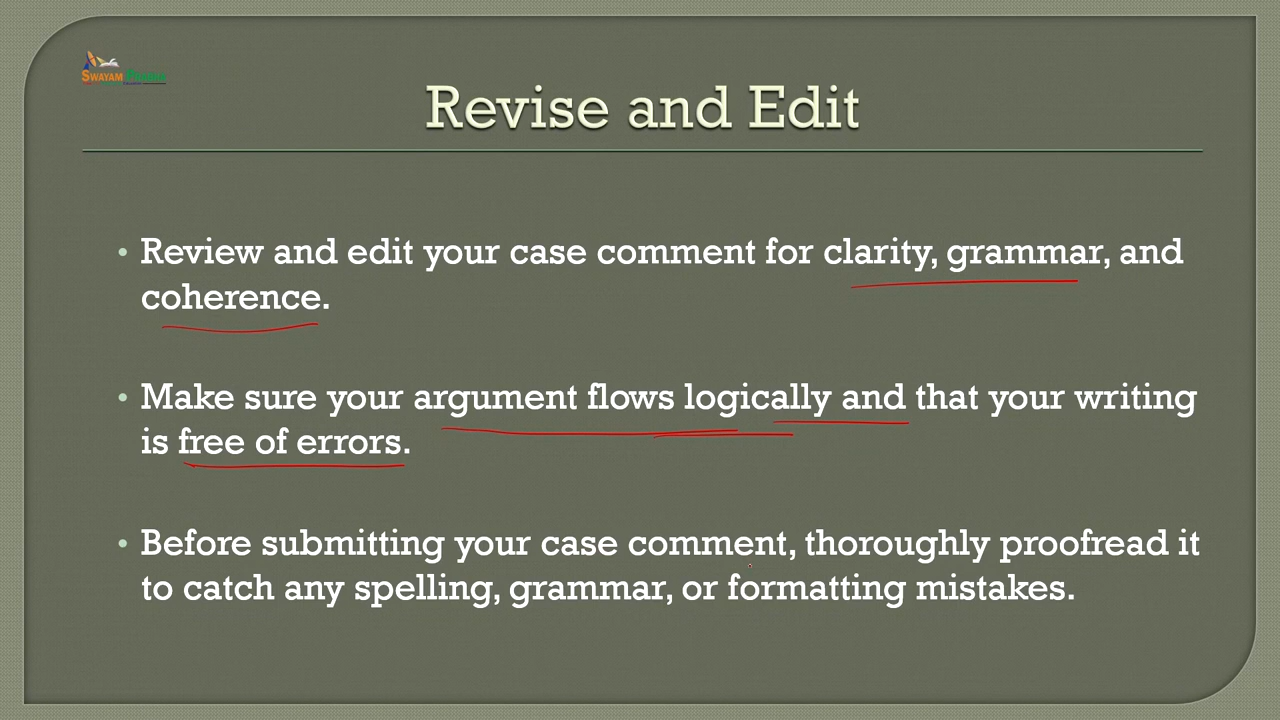 SWAYAM
Revise and Edit
• Review and edit your case comment for clarity, grammar, and
coherence.
• Make sure your argument flows logically and that your writing
is free of errors.
• Before submitting your case comment, thoroughly proofread it
to catch any spelling, grammar, or formatting mistakes.